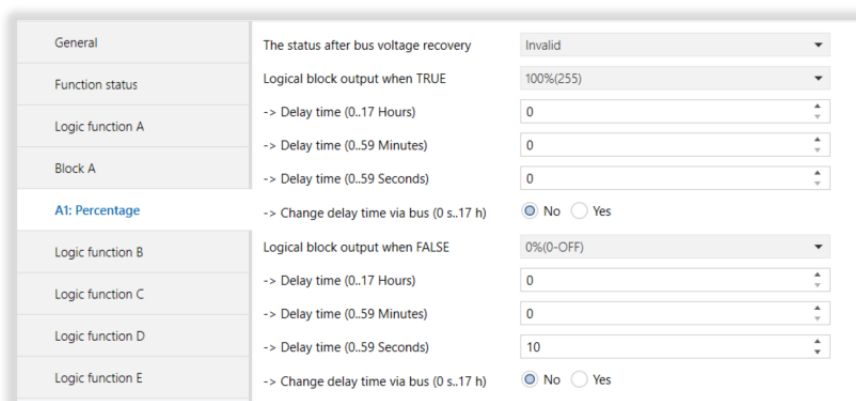 General
Function status
Logic function A
Block A
A1: Percentage
Logic function B
Logic function C
Logic function D
Logic function E
The status after bus voltage recovery Invalid
Logical block output when TRUE 100%(255)
-> Delay time (0..17 Hours) 0
-> Delay time (0..59 Minutes) 0
-> Delay time (0..59 Seconds) 0
-> Change delay time via bus (0 s..17 h) No Yes
Logical block output when FALSE 0%(0-OFF)
-> Delay time (0..17 Hours) 0
-> Delay time (0..59 Minutes) 0
-> Delay time (0..59 Seconds) 10
-> Change delay time via bus (0 s..17 h) No Yes